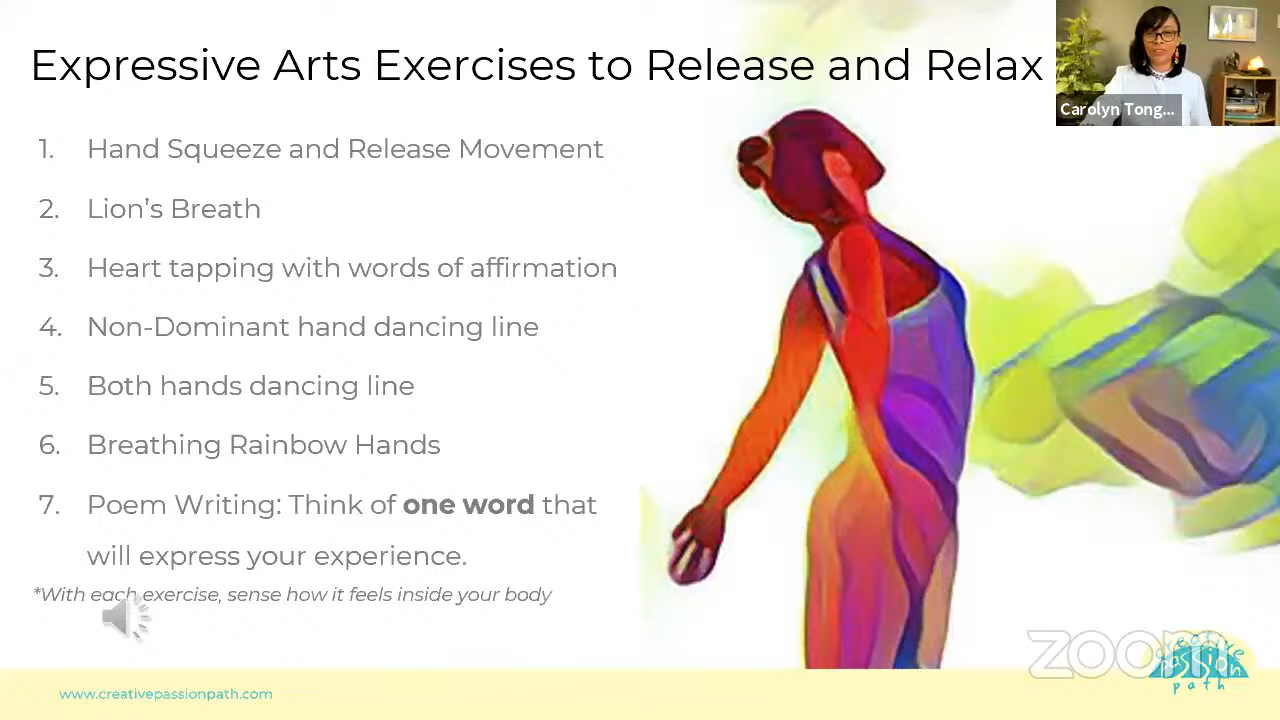 Expressive Arts Exercises to Release and Relax
Carolyn Tong...
1. Hand Squeeze and Release Movement
2. Lion’s Breath
3. Heart tapping with words of affirmation
4. Non-Dominant hand dancing line
5. Both hands dancing line
6. Breathing Rainbow Hands
7. Poem Writing: Think of one word that
will express your experience.
*With each exercise, sense how it feels inside your body
zoom
creative
passion
path
www.creativepassionpath.com